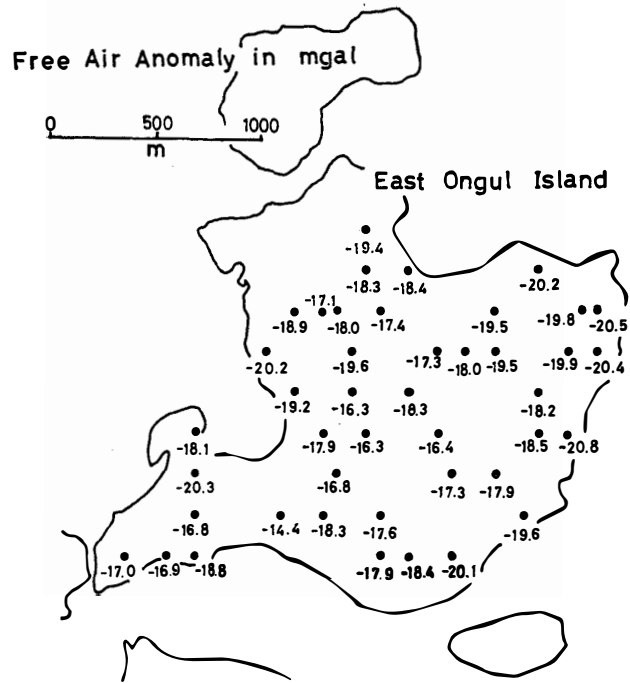 Free Air Anomaly in mgal
0 500 1000
m
East Ongul Island
-19.4
-18.3 -18.4 -20.2
-17.1
-18.9 -18.0 -17.4 -19.5 -19.8 -20.5
-20.2 -19.6 -17.3 -18.0 -19.5 -19.9 -20.4
-19.2 -16.3 -18.3 -18.2
-18.1 -17.9 -16.3 -16.4 -18.5 -20.8
-20.3 -16.8 -17.3 -17.9
-16.8 -14.4 -18.3 -17.6 -19.6
-17.0 -16.9 -18.8 -17.9 -18.4 -20.1